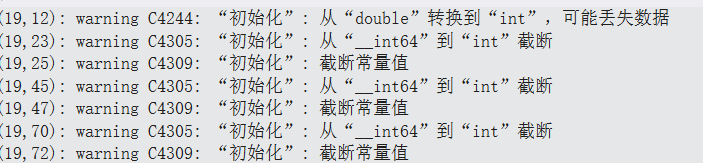 (19,12): warning C4244: “初始化”: 从“double”转换到“int”，可能丢失数据
(19,23): warning C4305: “初始化”: 从“__int64”到“int”截断
(19,25): warning C4309: “初始化”: 截断常量值
(19,45): warning C4305: “初始化”: 从“__int64”到“int”截断
(19,47): warning C4309: “初始化”: 截断常量值
(19,70): warning C4305: “初始化”: 从“__int64”到“int”截断
(19,72): warning C4309: “初始化”: 截断常量值